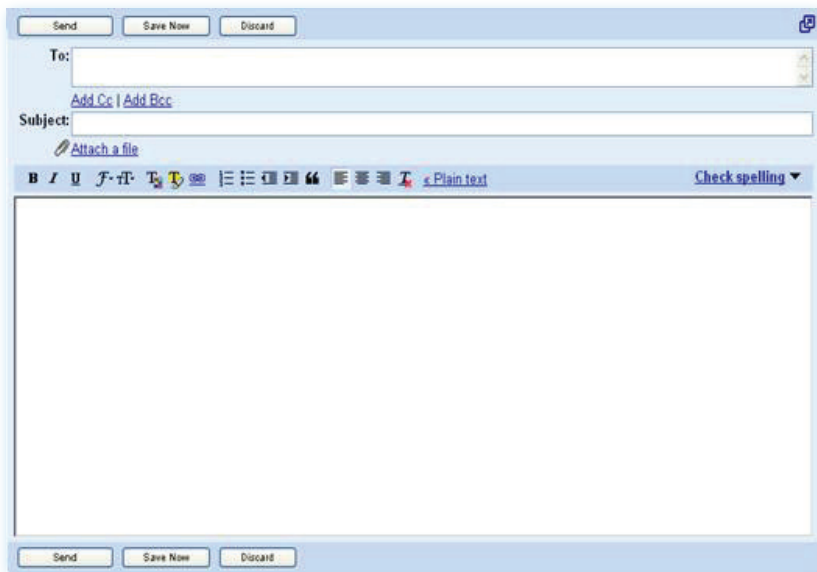 Send Save Now Discard
To:
Add Cc | Add Bcc
Subject:
Attach a file
B I U « Plain text Check spelling
Send Save Now Discard